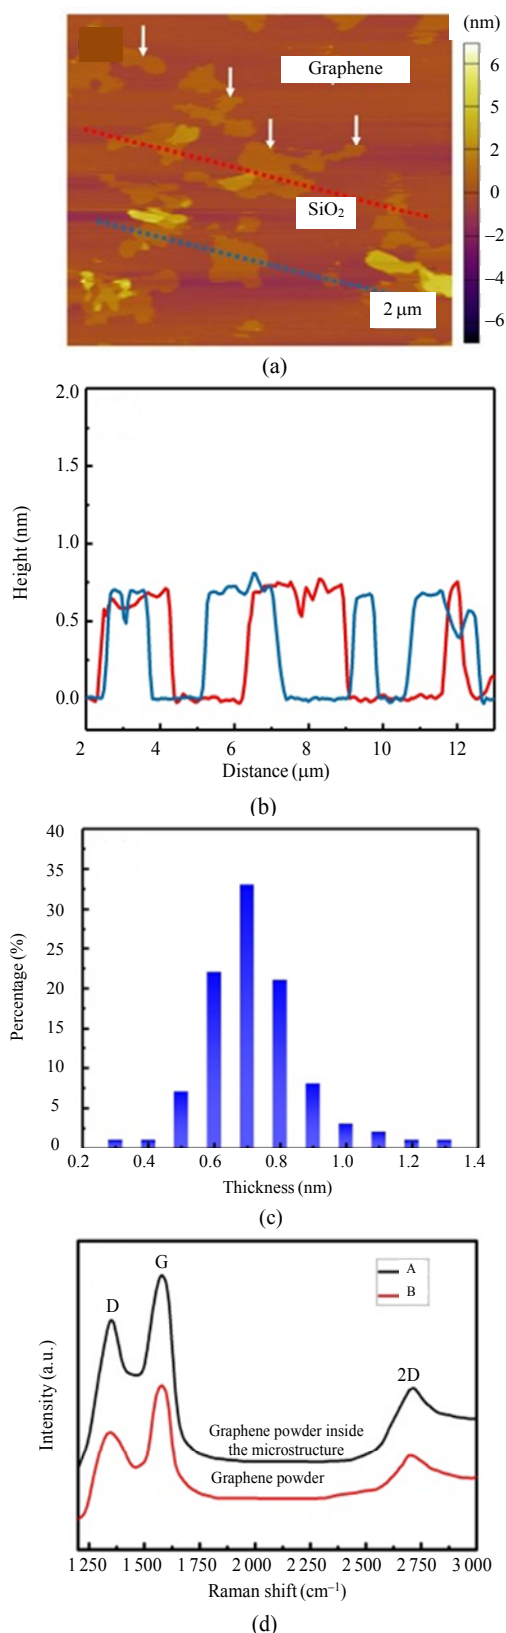 (nm)
Graphene
6
5
2
0
−2
−4
−6
SiO₂
2 μm
(a)
2.0
1.5
1.0
0.5
0.0
Height (nm)
2 4 6 8 10 12
Distance (μm)
(b)
40
35
30
25
20
15
10
5
0
Percentage (%)
0.2 0.4 0.6 0.8 1.0 1.2 1.4
Thickness (nm)
(c)
G
D
A
B
2D
Intensity (a.u.)
Graphene powder inside
the microstructure
Graphene powder
1 250 1 500 1 750 2 000 2 250 2 500 2 750 3 000
Raman shift (cm⁻¹)
(d)